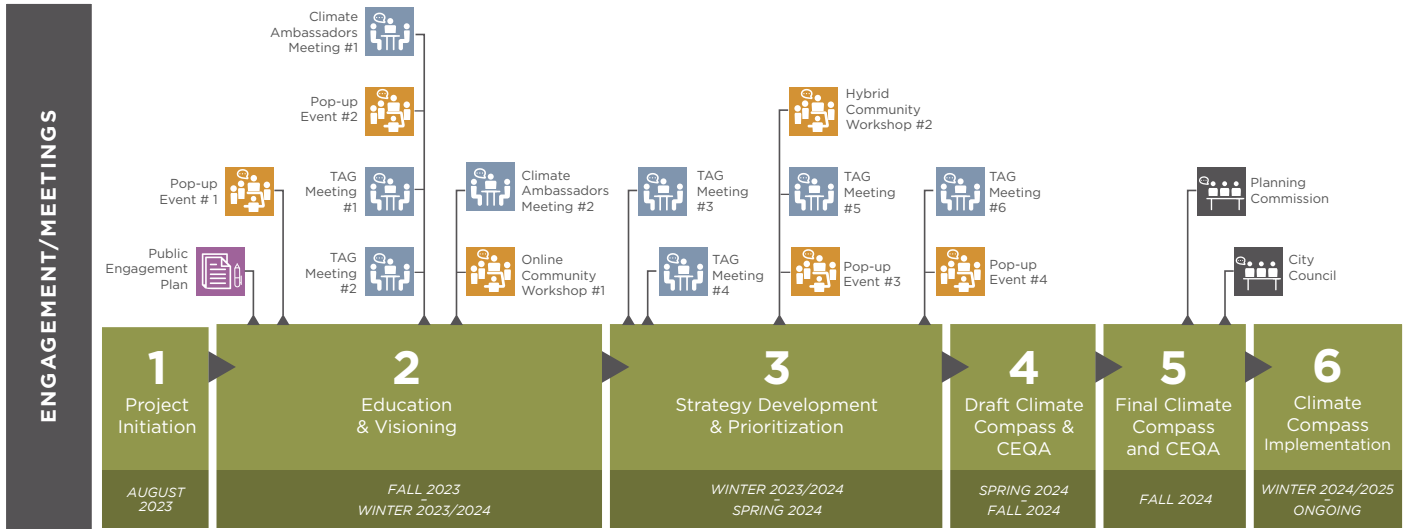 ENGAGEMENT/MEETINGS
Climate
Ambassadors
Meeting #1
Pop-up
Event #2
Pop-up
Event # 1
TAG
Meeting
#1
Public
Engagement
Plan
TAG
Meeting
#2
Climate
Ambassadors
Meeting #2
Online
Community
Workshop #1
TAG
Meeting
#3
TAG
Meeting
#4
Hybrid
Community
Workshop #2
TAG
Meeting
#5
Pop-up
Event #3
TAG
Meeting
#6
Pop-up
Event #4
Planning
Commission
City
Council
1
Project
Initiation
AUGUST
2023
2
Education
& Visioning
FALL 2023
–
WINTER 2023/2024
3
Strategy Development
& Prioritization
WINTER 2023/2024
–
SPRING 2024
4
Draft Climate
Compass &
CEQA
SPRING 2024
–
FALL 2024
5
Final Climate
Compass
and CEQA
FALL 2024
6
Climate
Compass
Implementation
WINTER 2024/2025
–
ONGOING